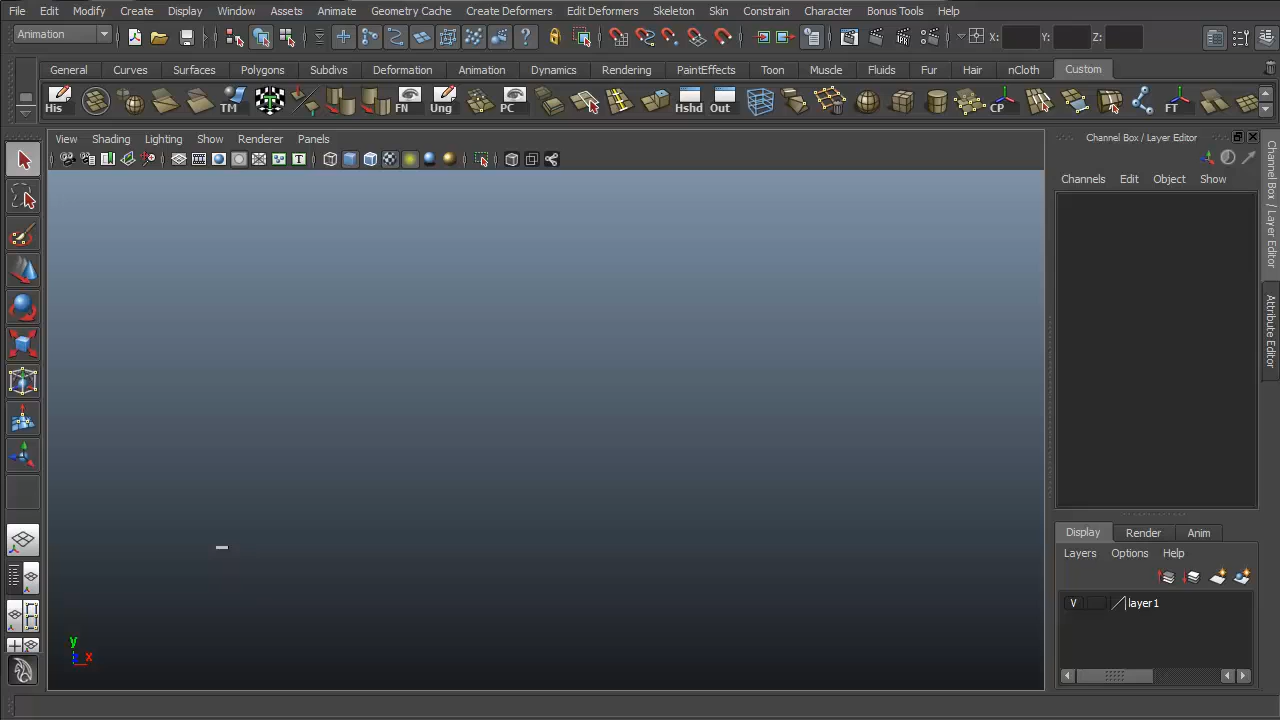 File Edit Modify Create Display Window Assets Animate Geometry Cache Create Deformers Edit Deformers Skeleton Skin Constrain Character Bonus Tools Help
Animation X: Y: Z:
General Curves Surfaces Polygons Subdivs Deformation Animation Dynamics Rendering PaintEffects Toon Muscle Fluids Fur Hair nCloth Custom
His TM FN Ung PC Hshd Out CP FT
View Shading Lighting Show Renderer Panels
T
Channel Box / Layer Editor
Channels Edit Object Show
Channel Box / Layer Editor
Attribute Editor
Display Render Anim
Layers Options Help
V layer1
y
x